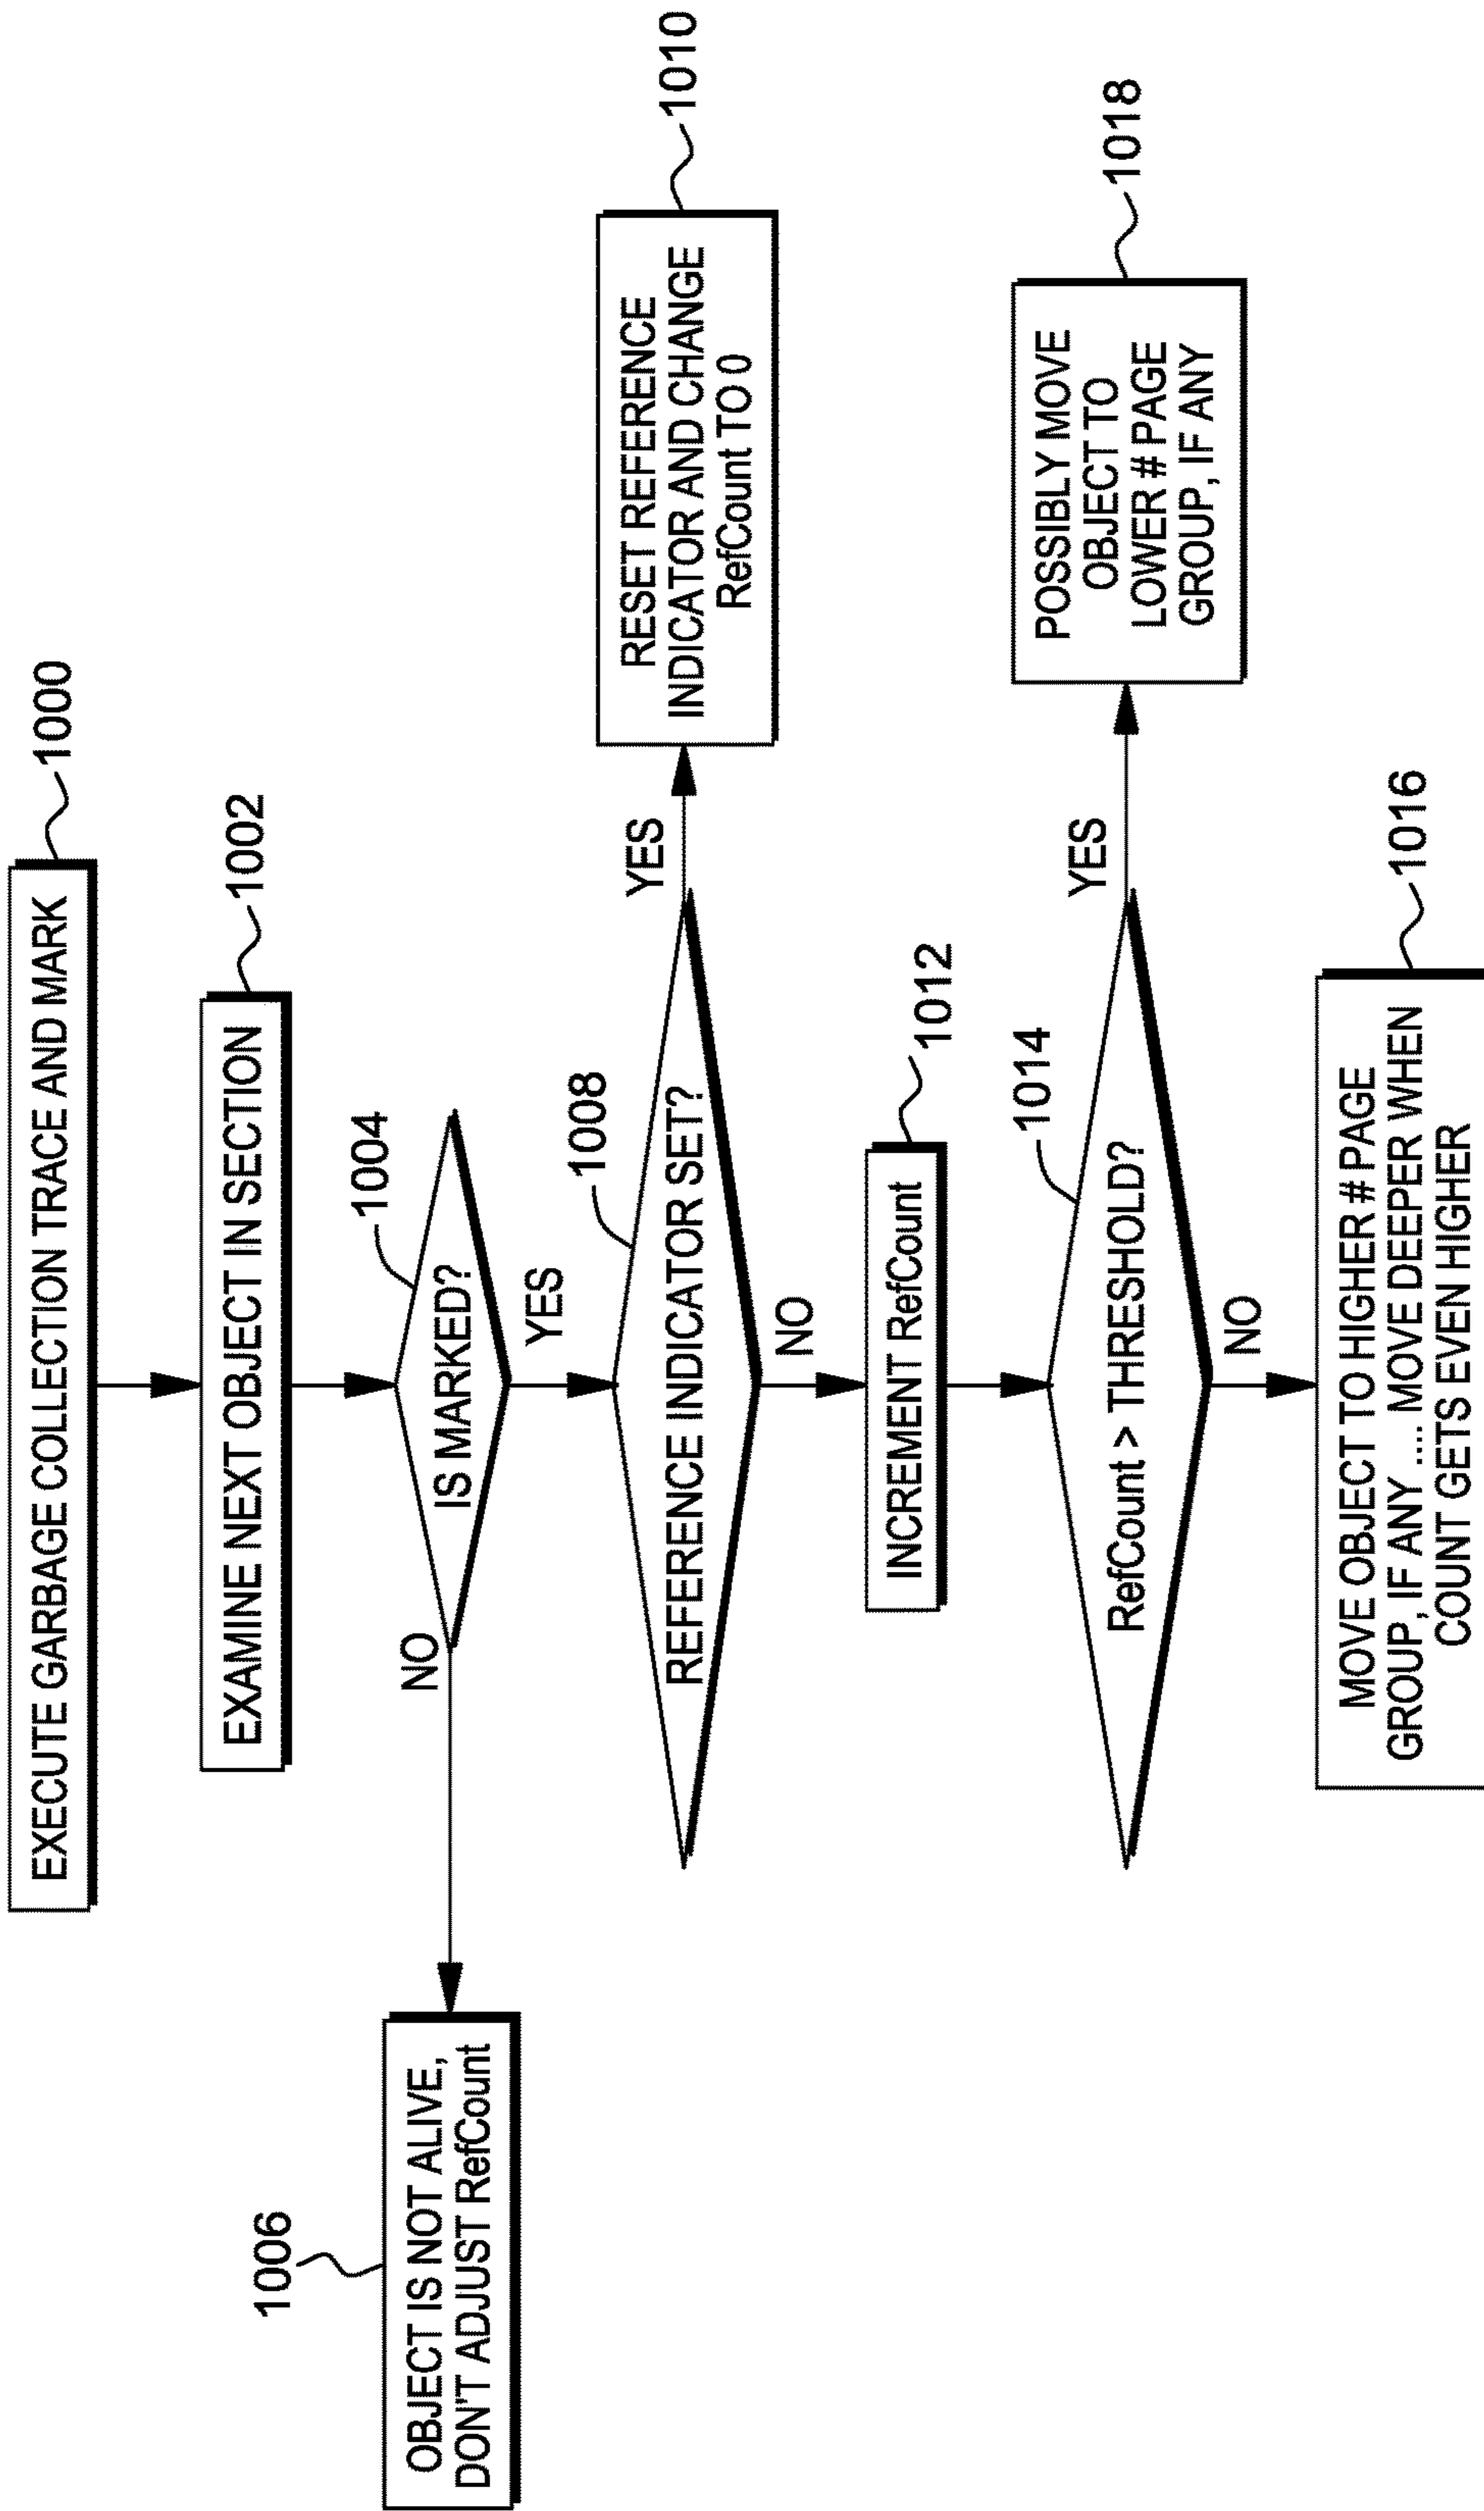 EXECUTE GARBAGE COLLECTION TRACE AND MARK
1000
EXAMINE NEXT OBJECT IN SECTION
1002
1004
IS MARKED?
NO
YES
1006
OBJECT IS NOT ALIVE,
DON'T ADJUST RefCount
1008
REFERENCE INDICATOR SET?
YES
NO
RESET REFERENCE
INDICATOR AND CHANGE
RefCount TO 0
1010
INCREMENT RefCount
1012
1014
RefCount > THRESHOLD?
YES
NO
POSSIBLY MOVE
OBJECT TO
LOWER # PAGE
GROUP, IF ANY
1018
MOVE OBJECT TO HIGHER # PAGE
GROUP, IF ANY .... MOVE DEEPER WHEN
COUNT GETS EVEN HIGHER
1016